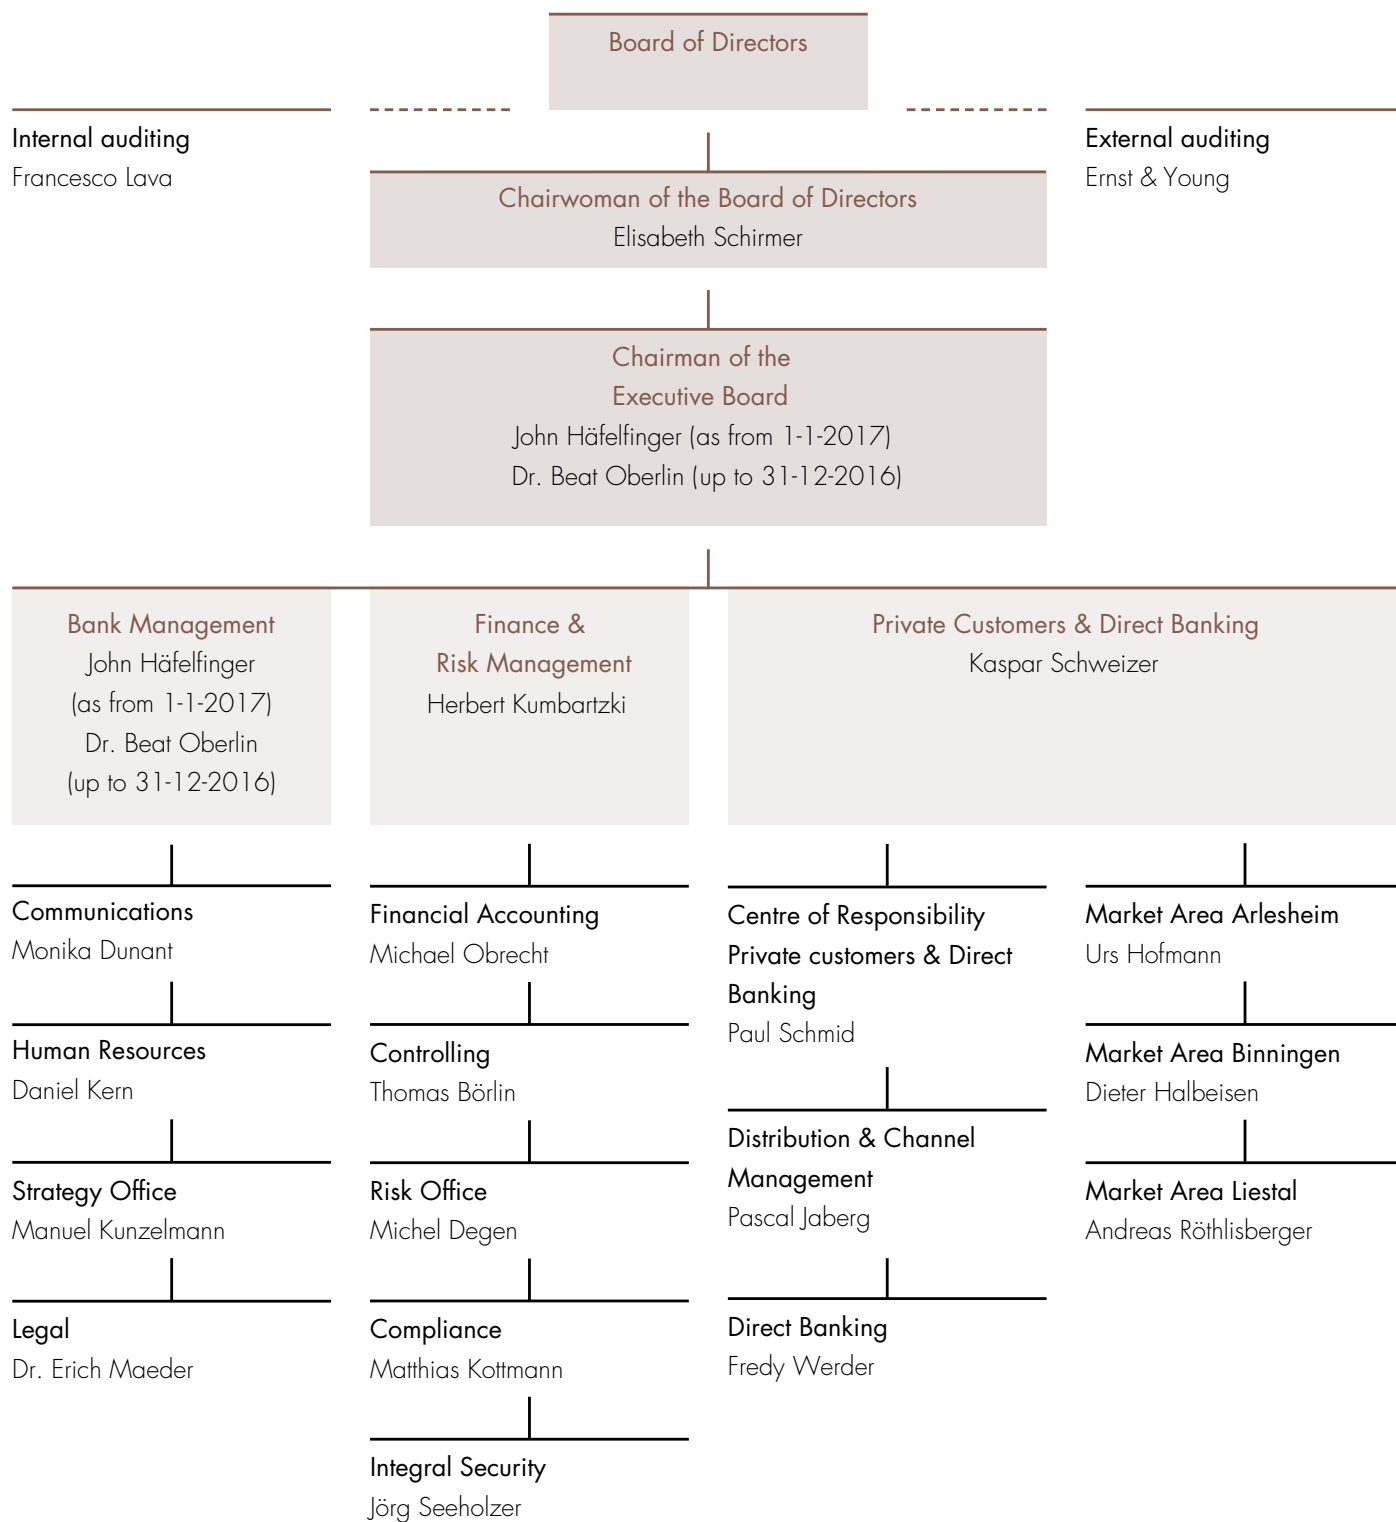 Board of Directors
Internal auditing
Francesco Lava
External auditing
Ernst & Young
Chairwoman of the Board of Directors
Elisabeth Schirmer
Chairman of the
Executive Board
John Häfelfinger (as from 1-1-2017)
Dr. Beat Oberlin (up to 31-12-2016)
Bank Management
John Häfelfinger
(as from 1-1-2017)
Dr. Beat Oberlin
(up to 31-12-2016)
Finance &
Risk Management
Herbert Kumbartzki
Private Customers & Direct Banking
Kaspar Schweizer
Communications
Monika Dunant
Human Resources
Daniel Kern
Strategy Office
Manuel Kunzelmann
Legal
Dr. Erich Maeder
Financial Accounting
Michael Obrecht
Controlling
Thomas Börlin
Risk Office
Michel Degen
Compliance
Matthias Kottmann
Integral Security
Jörg Seeholzer
Centre of Responsibility
Private customers & Direct
Banking
Paul Schmid
Distribution & Channel
Management
Pascal Jaberg
Direct Banking
Fredy Werder
Market Area Arlesheim
Urs Hofmann
Market Area Binningen
Dieter Halbeisen
Market Area Liestal
Andreas Röthlisberger